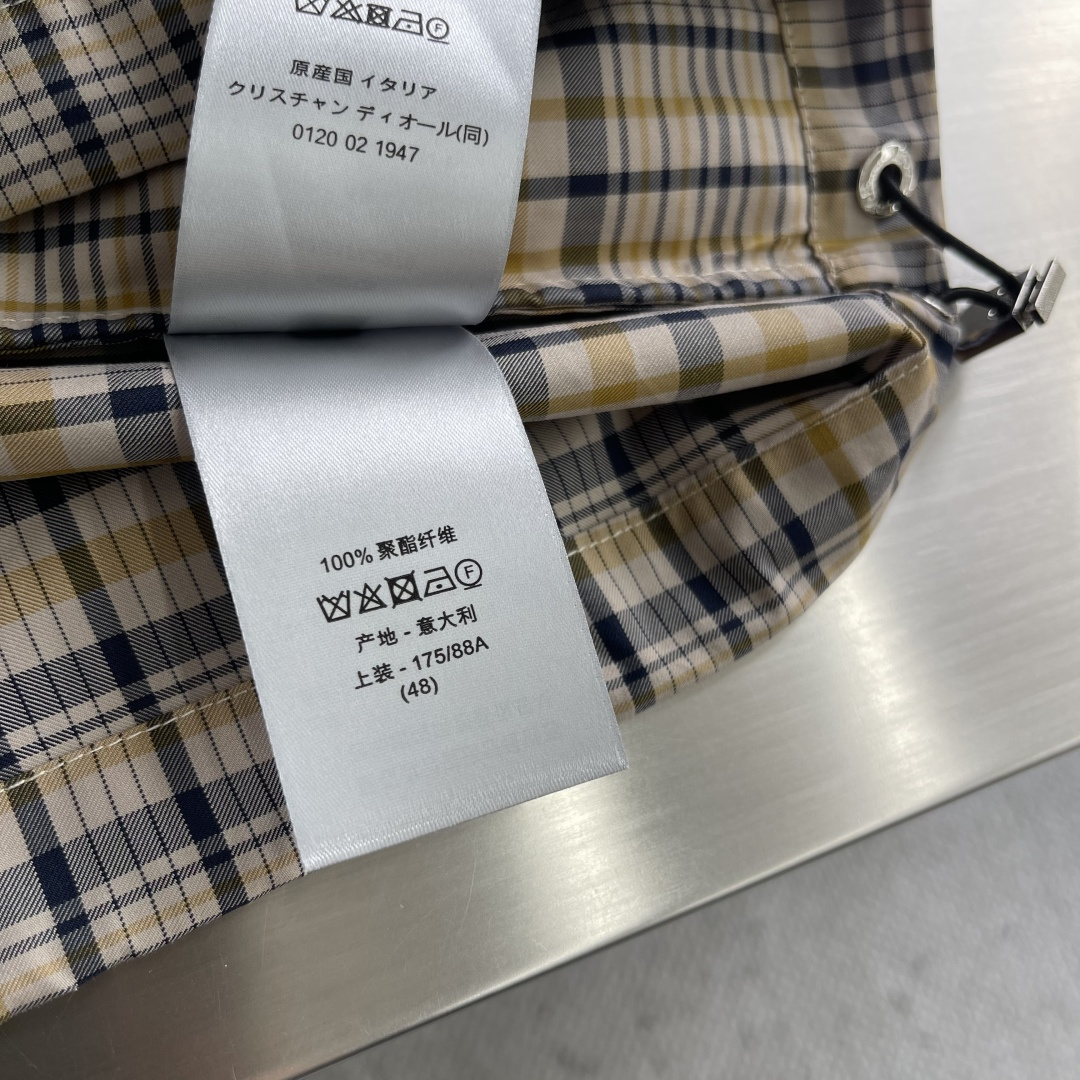 原産国 イタリア
クリスチャン ディオール(同)
0120 02 1947
100% 聚酯纤维
F
产地 - 意大利
上装 - 175/88A
(48)